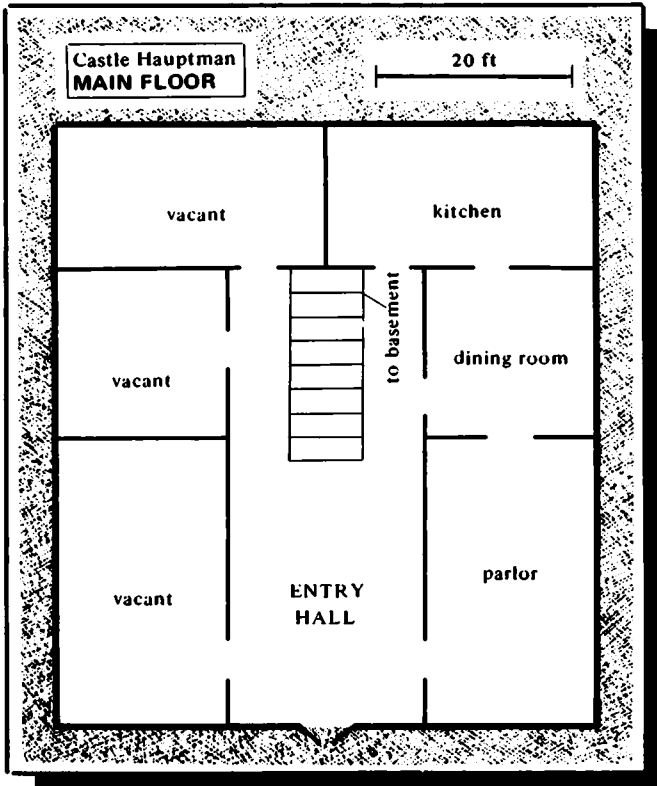 Castle Hauptman
MAIN FLOOR
20 ft
vacant
kitchen
to basement
vacant
dining room
vacant
ENTRY
HALL
parlor